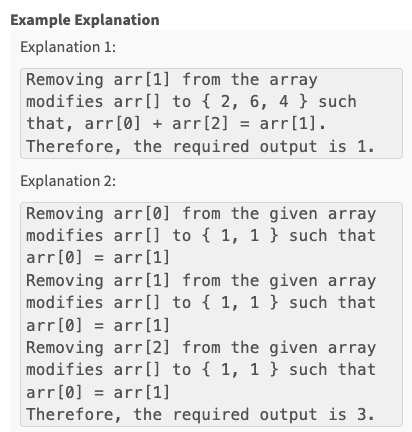 Example Explanation
Explanation 1:
Removing arr[1] from the array
modifies arr[] to { 2, 6, 4 } such
that, arr[0] + arr[2] = arr[1].
Therefore, the required output is 1.
Explanation 2:
Removing arr[0] from the given array
modifies arr[] to { 1, 1 } such that
arr[0] = arr[1]
Removing arr[1] from the given array
modifies arr[] to { 1, 1 } such that
arr[0] = arr[1]
Removing arr[2] from the given array
modifies arr[] to { 1, 1 } such that
arr[0] = arr[1]
Therefore, the required output is 3.